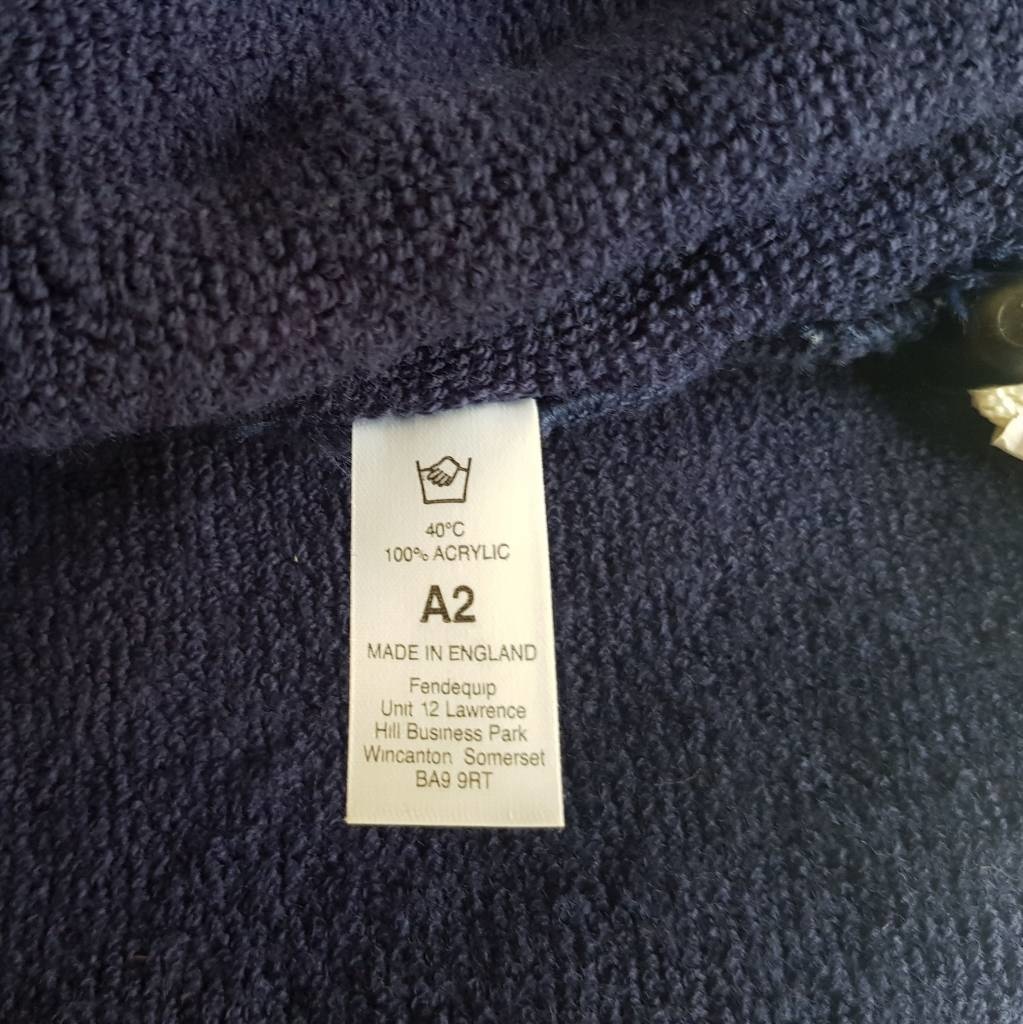 40°C
100% ACRYLIC
A2
MADE IN ENGLAND
Fendequip
Unit 12 Lawrence
Hill Business Park
Wincanton Somerset
BA9 9RT